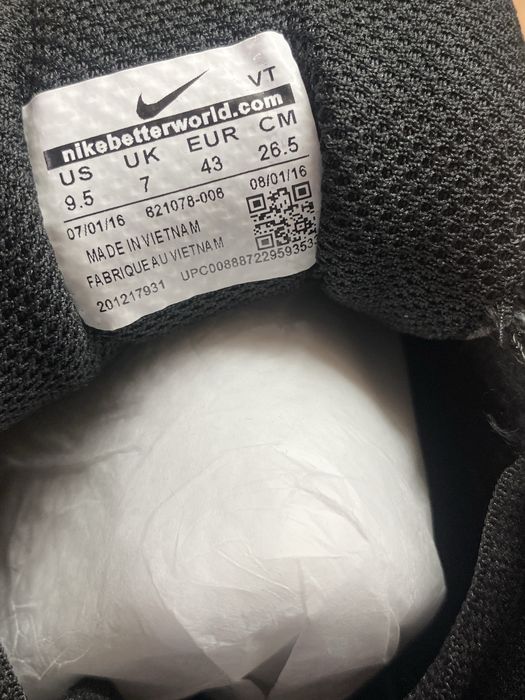 VT
nikebetterworld.com
US UK EUR CM
9.5 7 43 26.5
07/01/16 821078-008 08/01/16
MADE IN VIETNAM
FABRIQUE AU VIETNAM
201217931 UPC00888722959353